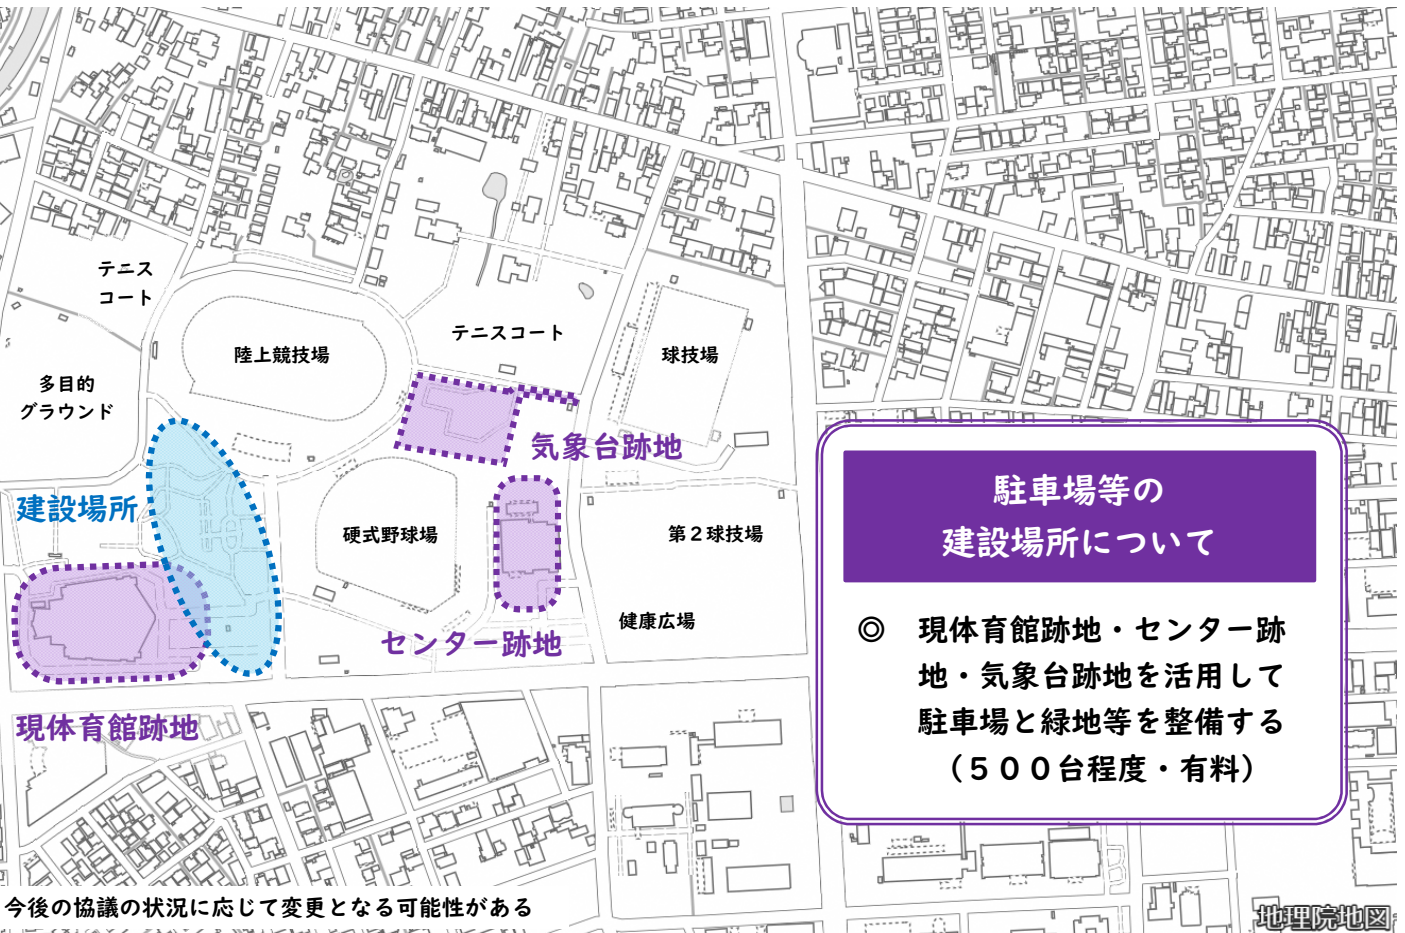 テニス
コート
陸上競技場
テニスコート
球技場
多目的
グラウンド
気象台跡地
建設場所
硬式野球場
第２球技場
センター跡地
健康広場
現体育館跡地
駐車場等の
建設場所について
◎ 現体育館跡地・センター跡
地・気象台跡地を活用して
駐車場と緑地等を整備する
（５００台程度・有料）
今後の協議の状況に応じて変更となる可能性がある
地理院地図